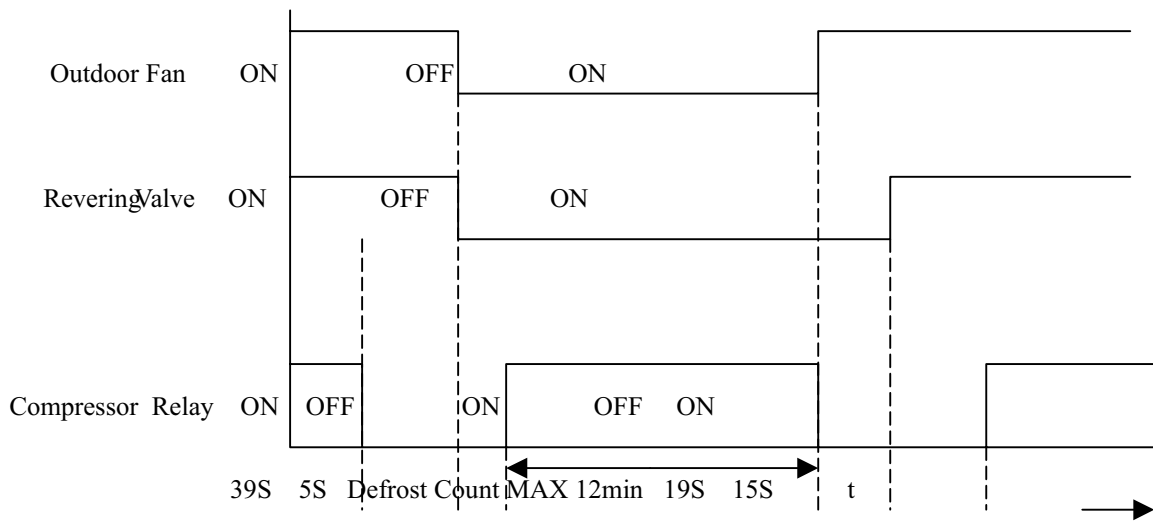 Outdoor Fan ON OFF ON
ReveringValve ON OFF ON
Compressor Relay ON OFF ON OFF ON
39S 5S Defrost Count MAX 12min 19S 15S t